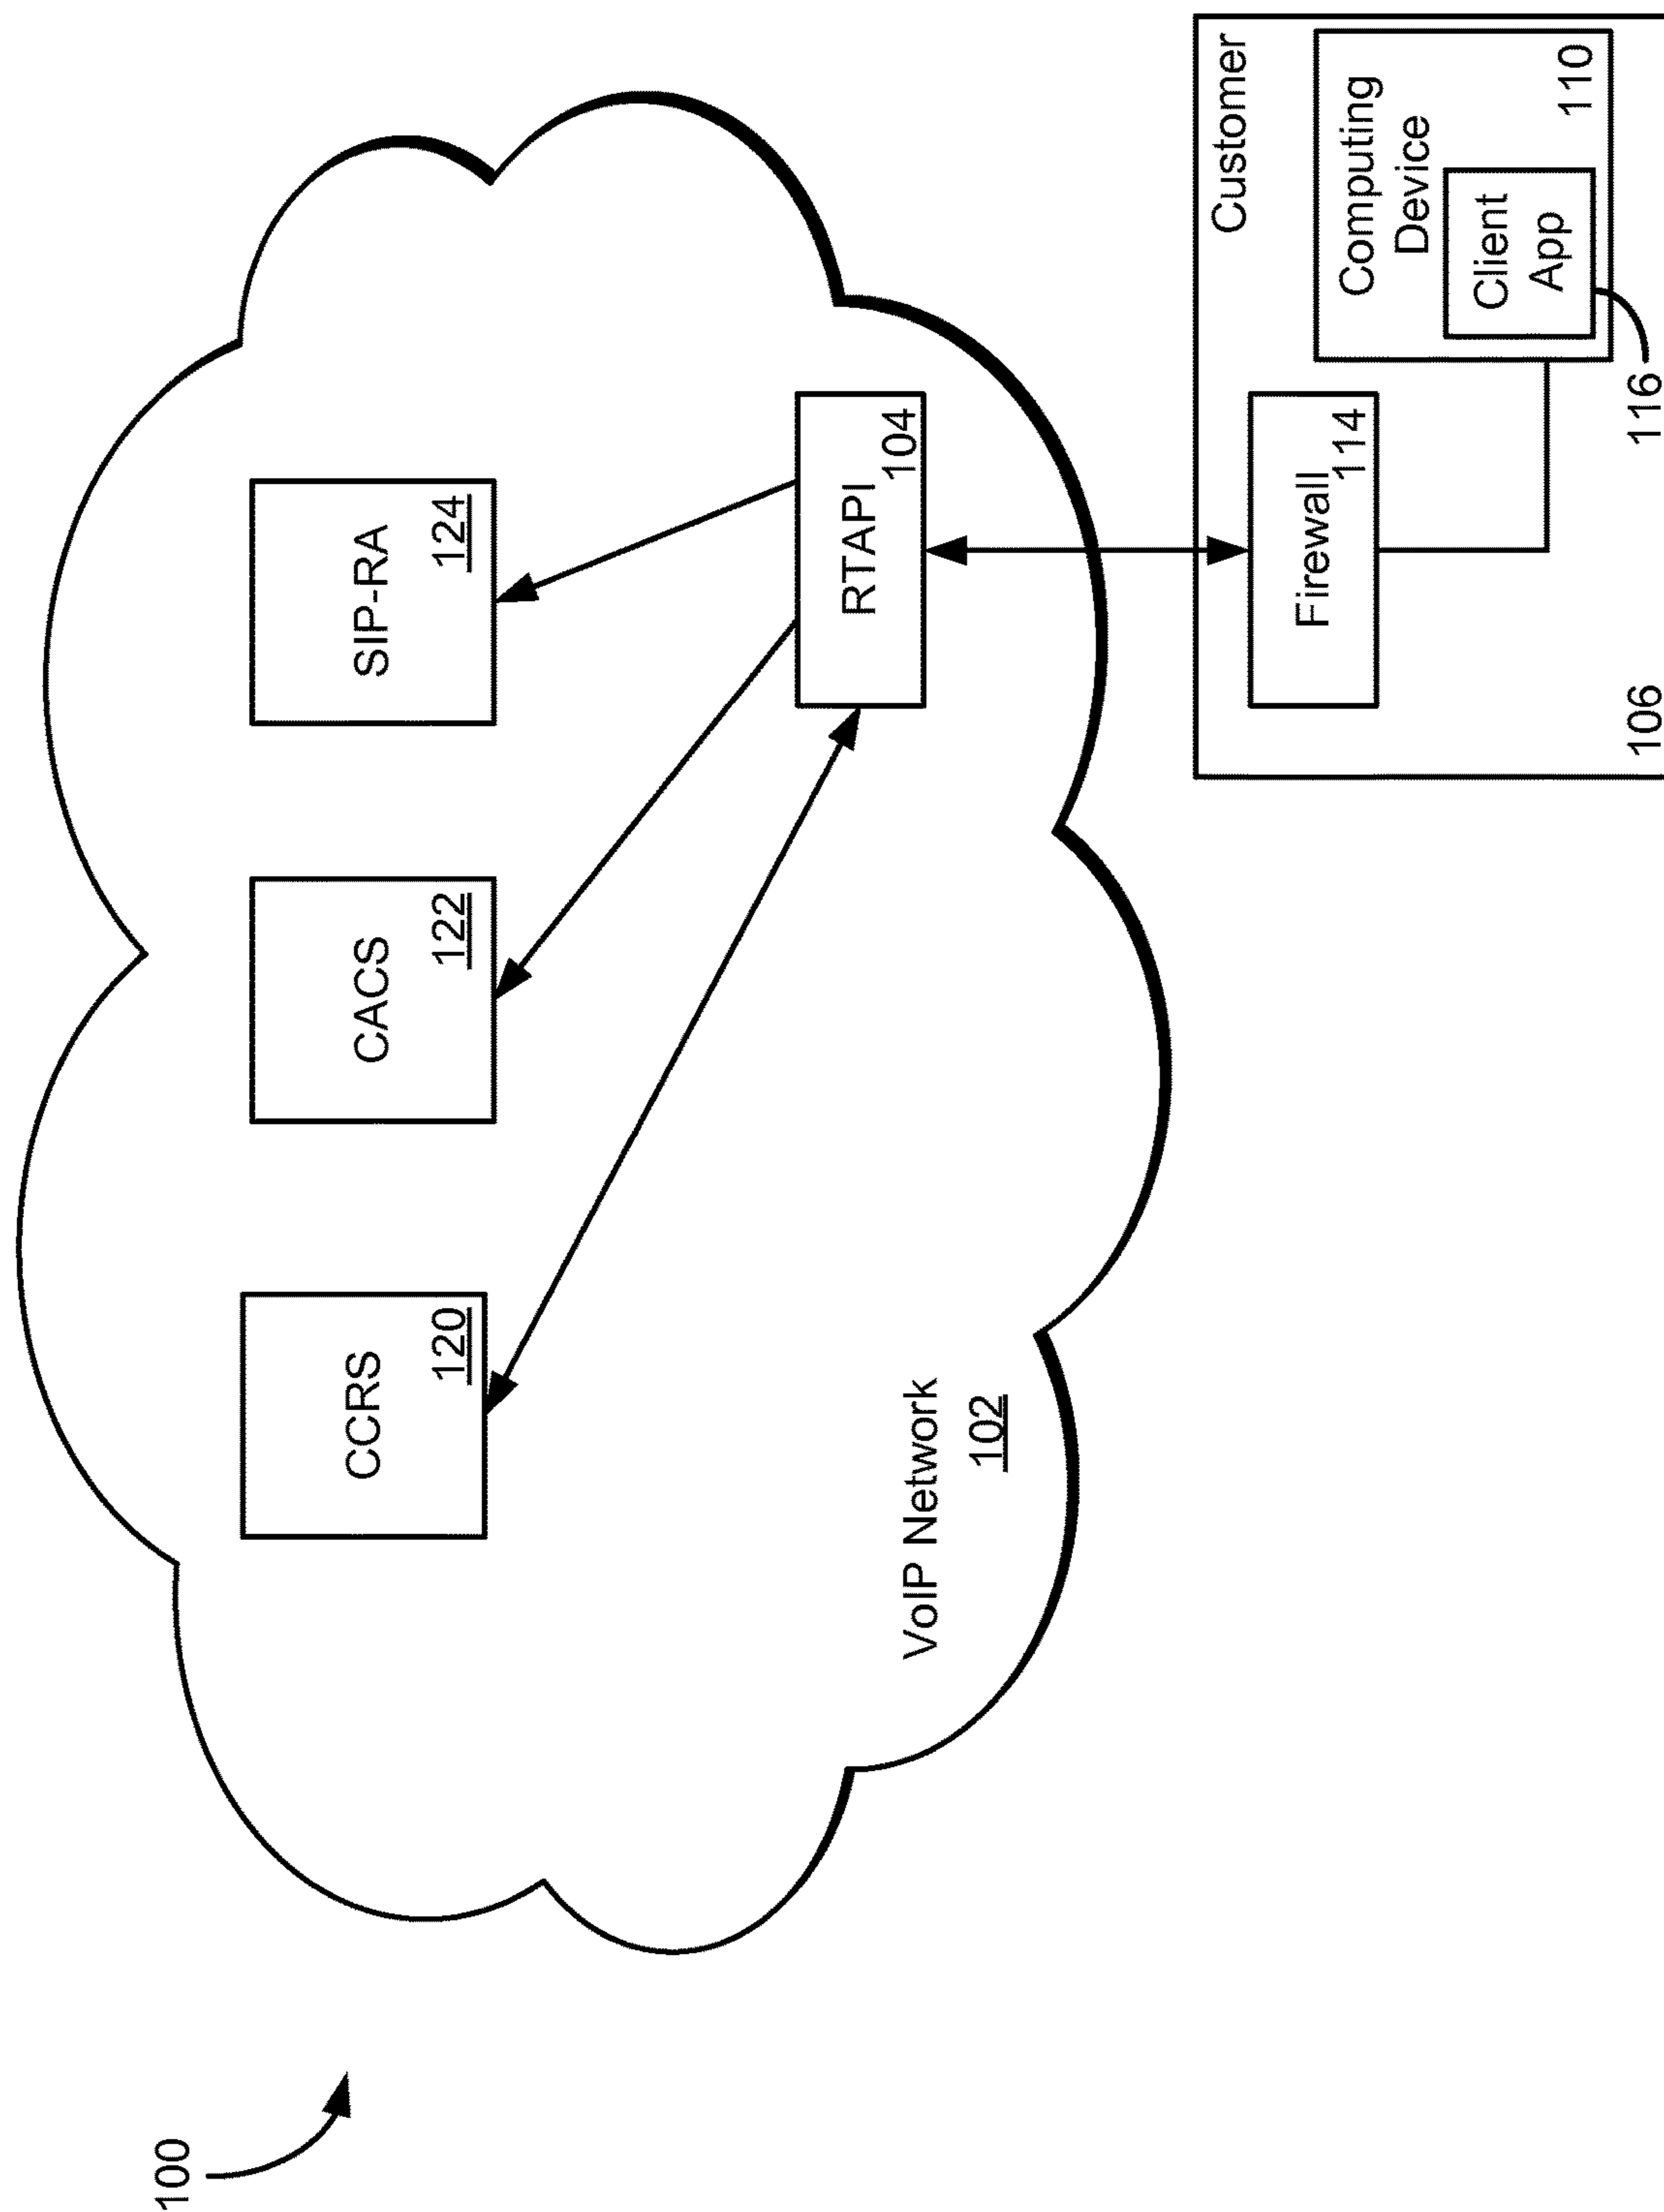 100
CCRS
120
CACS
122
SIP-RA
124
VoIP Network
102
RTAPI
104
Customer
106
Firewall
114
Computing
Device
110
Client
App
116